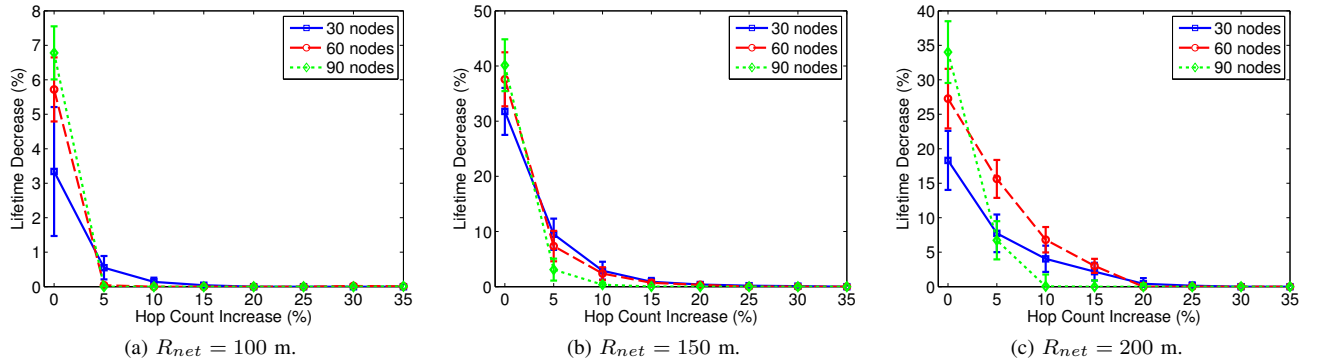 8
7
6
5
4
3
2
1
0
Lifetime Decrease (%)
0 5 10 15 20 25 30 35
Hop Count Increase (%)
30 nodes
60 nodes
90 nodes
(a) R_net = 100 m.
50
40
30
20
10
0
Lifetime Decrease (%)
0 5 10 15 20 25 30 35
Hop Count Increase (%)
30 nodes
60 nodes
90 nodes
(b) R_net = 150 m.
40
35
30
25
20
15
10
5
0
Lifetime Decrease (%)
0 5 10 15 20 25 30 35
Hop Count Increase (%)
30 nodes
60 nodes
90 nodes
(c) R_net = 200 m.